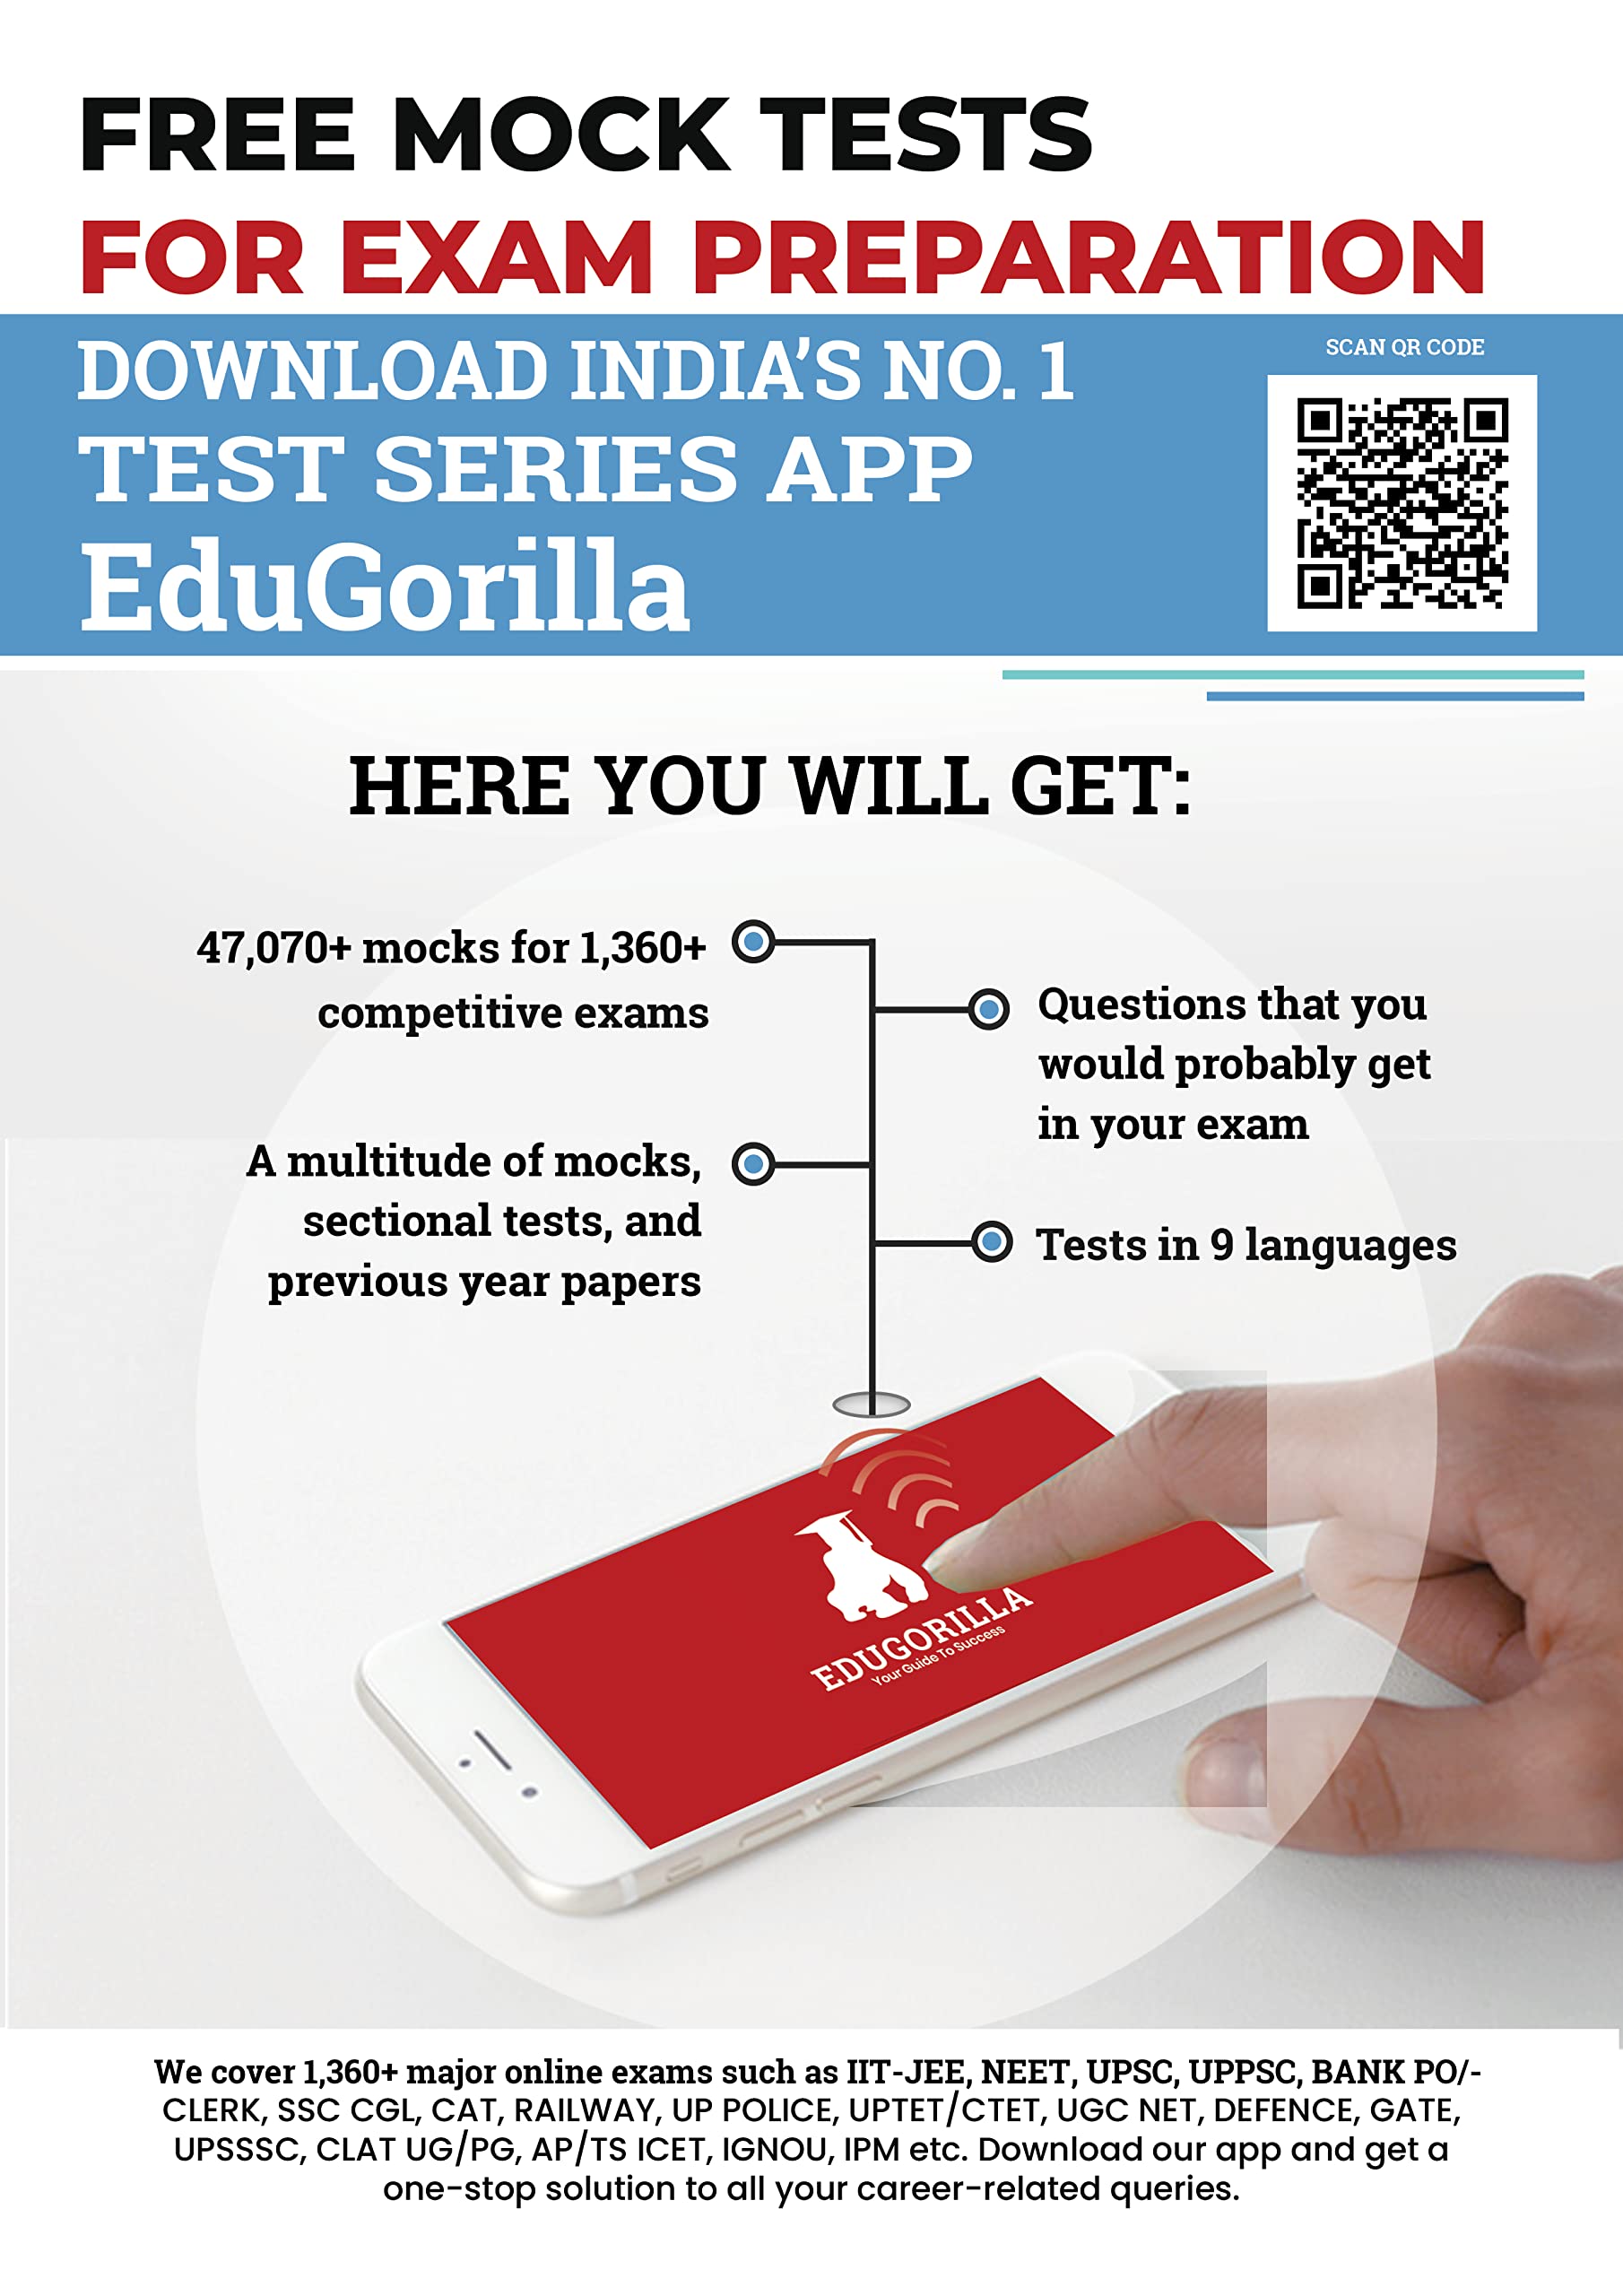 FREE MOCK TESTS
FOR EXAM PREPARATION
DOWNLOAD INDIA'S NO. 1
TEST SERIES APP
EduGorilla
SCAN QR CODE
HERE YOU WILL GET:
47,070+ mocks for 1,360+
competitive exams
Questions that you
would probably get
in your exam
A multitude of mocks,
sectional tests, and
previous year papers
Tests in 9 languages
EDUGORILLA
Your Guide To Success
We cover 1,360+ major online exams such as IIT-JEE, NEET, UPSC, UPPSC, BANK PO/-
CLERK, SSC CGL, CAT, RAILWAY, UP POLICE, UPTET/CTET, UGC NET, DEFENCE, GATE,
UPSSSC, CLAT UG/PG, AP/TS ICET, IGNOU, IPM etc. Download our app and get a
one-stop solution to all your career-related queries.